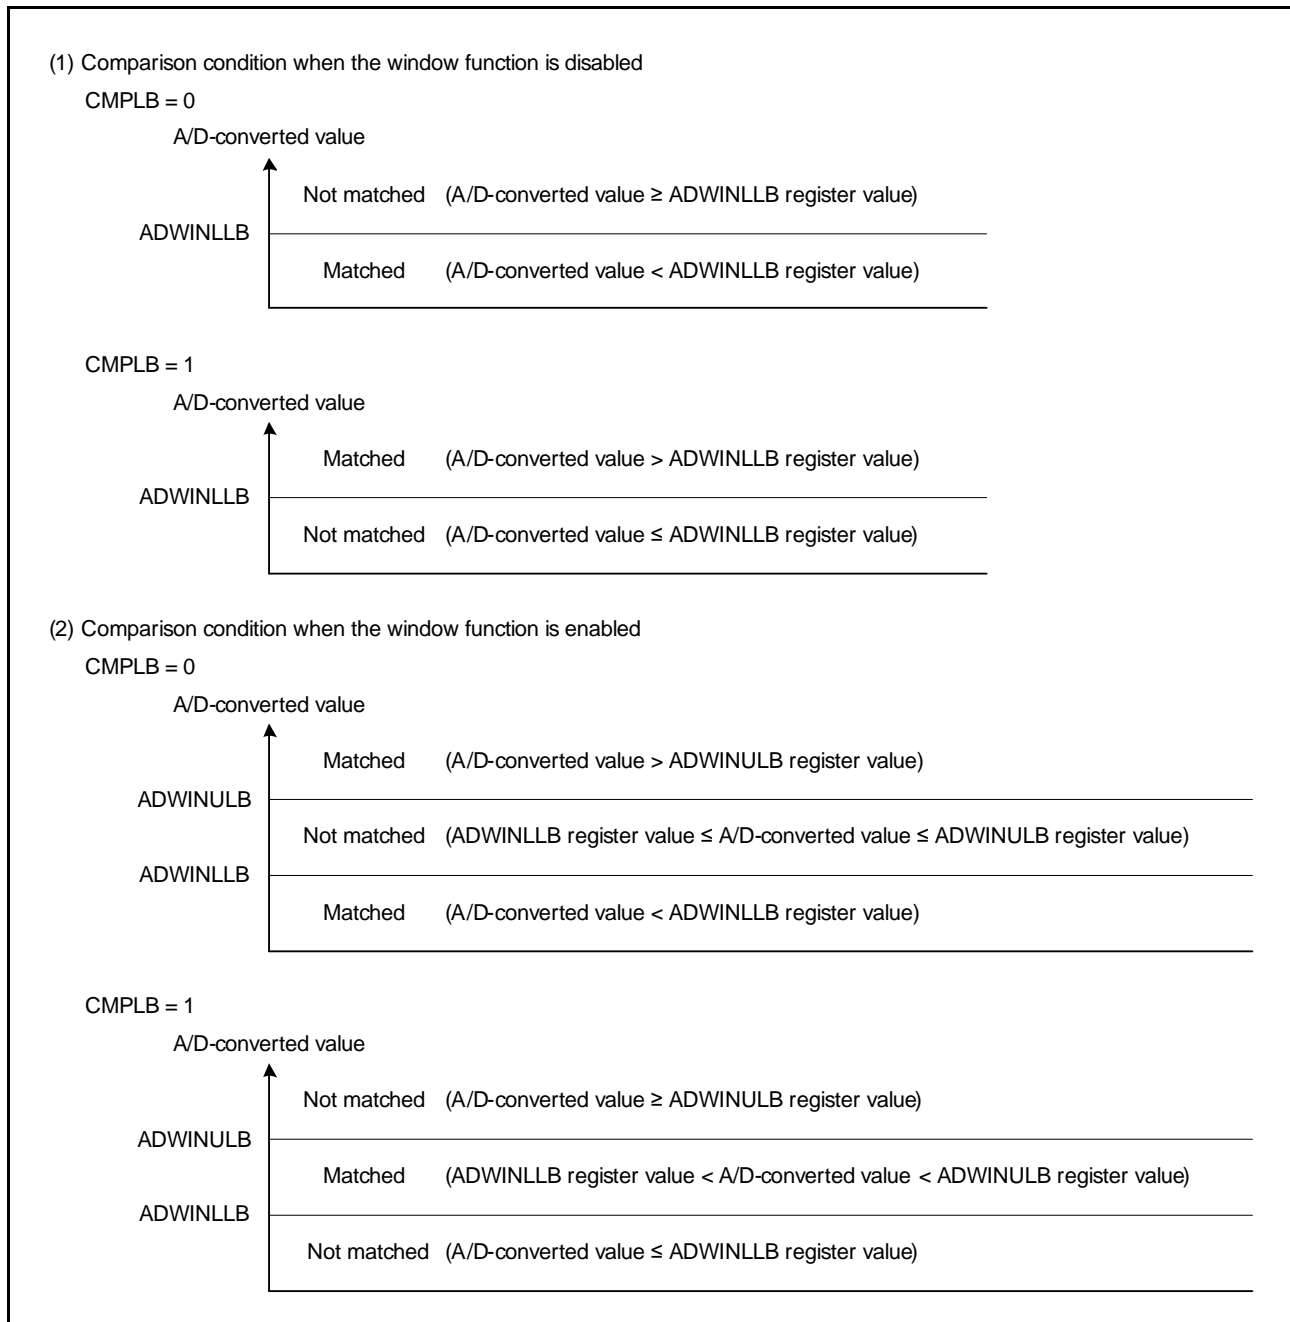 (1) Comparison condition when the window function is disabled
CMPLB = 0
A/D-converted value
Not matched (A/D-converted value ≥ ADWINLLB register value)
ADWINLLB
Matched (A/D-converted value < ADWINLLB register value)
CMPLB = 1
A/D-converted value
Matched (A/D-converted value > ADWINLLB register value)
ADWINLLB
Not matched (A/D-converted value ≤ ADWINLLB register value)
(2) Comparison condition when the window function is enabled
CMPLB = 0
A/D-converted value
Matched (A/D-converted value > ADWINULB register value)
ADWINULB
Not matched (ADWINLLB register value ≤ A/D-converted value ≤ ADWINULB register value)
ADWINLLB
Matched (A/D-converted value < ADWINLLB register value)
CMPLB = 1
A/D-converted value
Not matched (A/D-converted value ≥ ADWINULB register value)
ADWINULB
Matched (ADWINLLB register value < A/D-converted value < ADWINULB register value)
ADWINLLB
Not matched (A/D-converted value ≤ ADWINLLB register value)